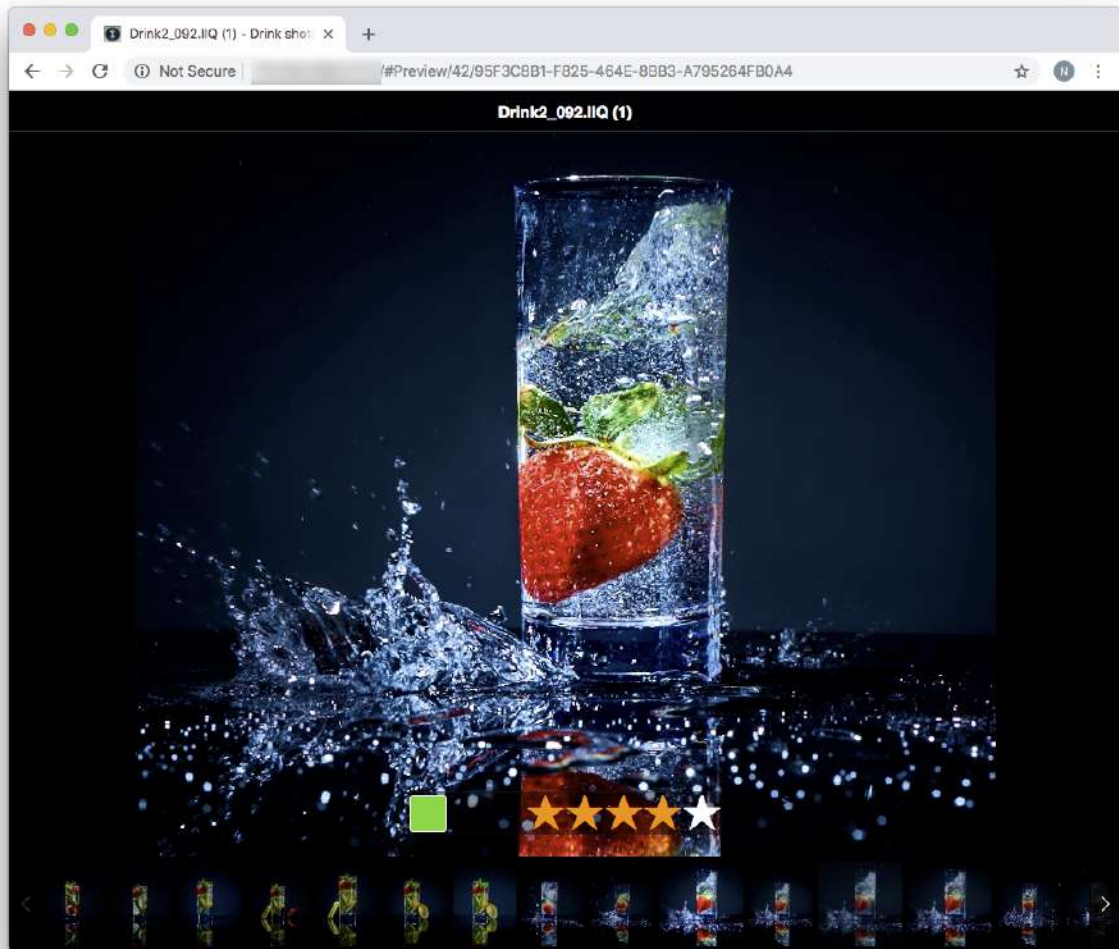 Drink2_092.IIQ (1) - Drink shot
Not Secure
/#Preview/42/95F3C8B1-F825-464E-88B3-A795264FB0A4
N
Drink2_092.IIQ (1)